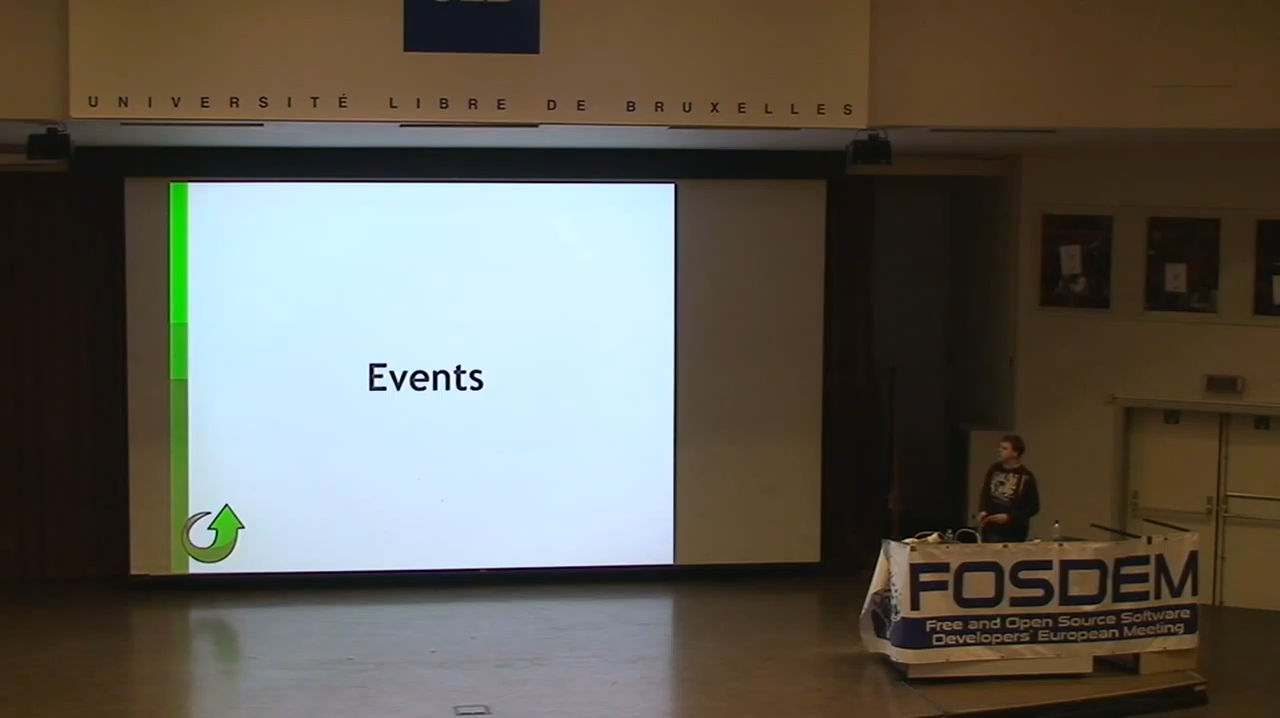 UNIVERSITÉ LIBRE DE BRUXELLES
Events
FOSDEM
Free and Open Source Software
Developers' European Meeting